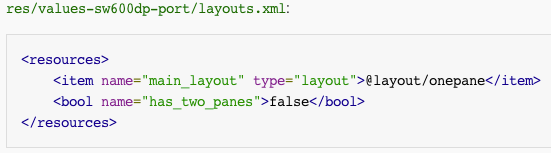 res/values-sw600dp-port/layouts.xml:
<resources>
    <item name="main_layout" type="layout">@layout/onepane</item>
    <bool name="has_two_panes">false</bool>
</resources>